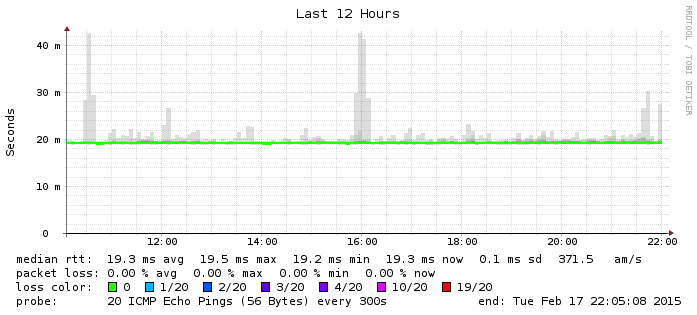 Last 12 Hours
RRDTOOL / TOBI OETIKER
Seconds
40 m
30 m
20 m
10 m
0
12:00 14:00 16:00 18:00 20:00 22:00
median rtt: 19.3 ms avg 19.5 ms max 19.2 ms min 19.3 ms now 0.1 ms sd 371.5 am/s
packet loss: 0.00 % avg 0.00 % max 0.00 % min 0.00 % now
loss color: 0 1/20 2/20 3/20 4/20 10/20 19/20
probe: 20 ICMP Echo Pings (56 Bytes) every 300s end: Tue Feb 17 22:05:08 2015